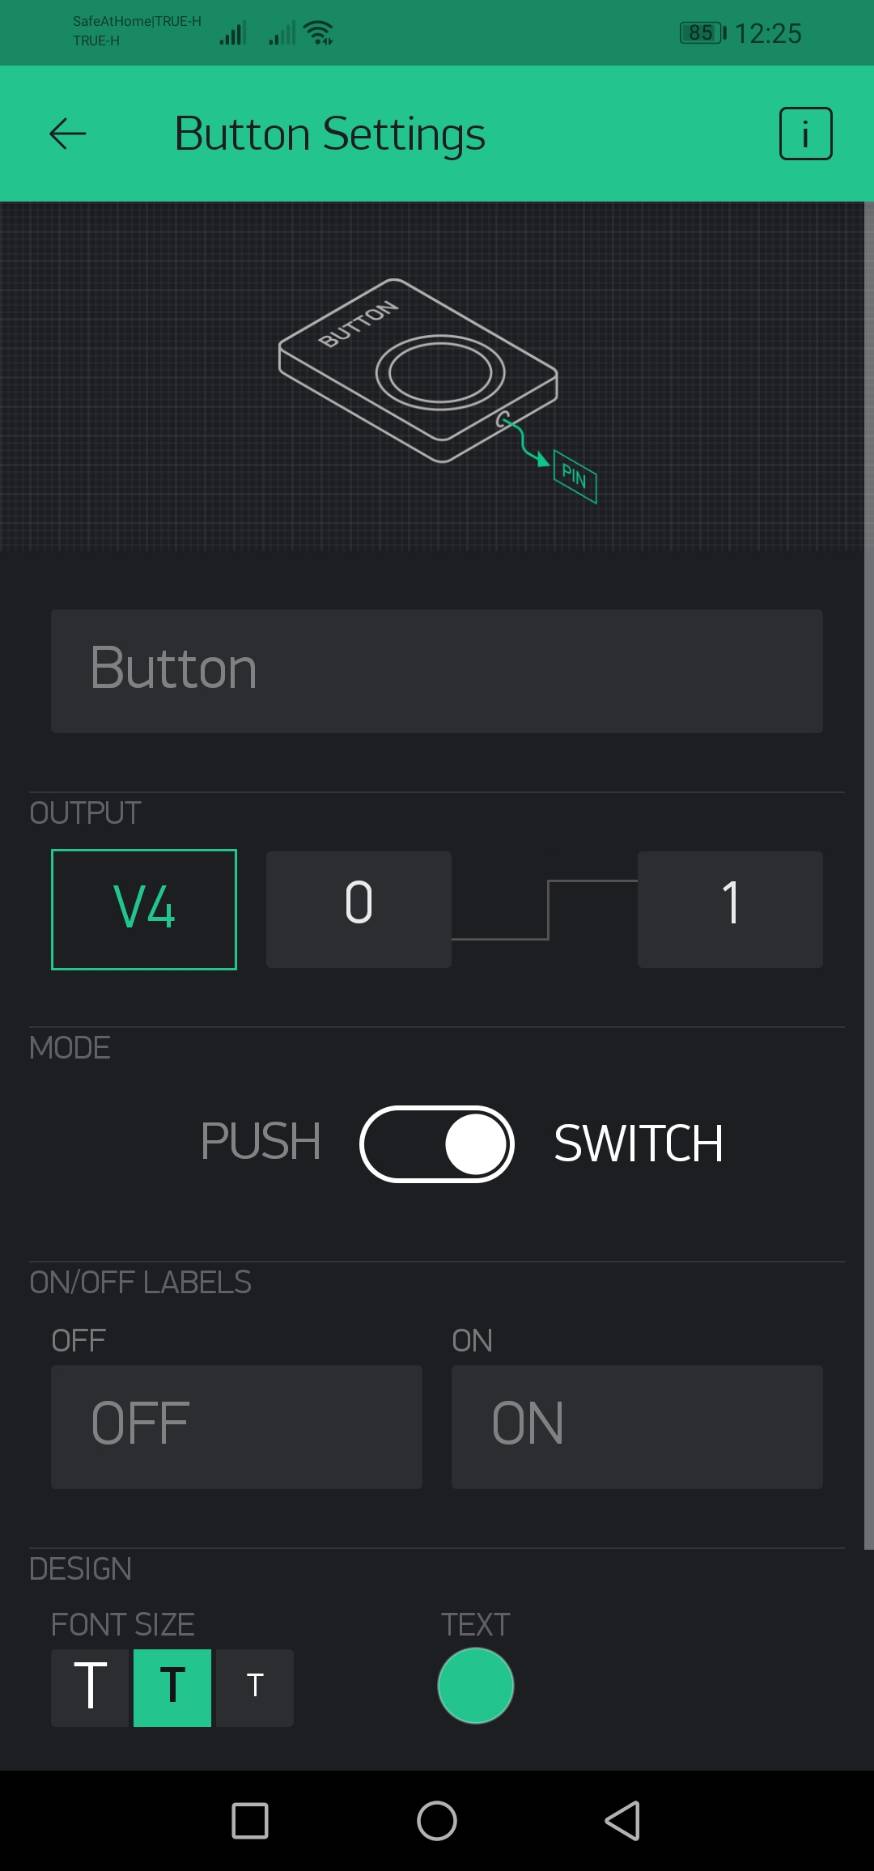 SafeAtHome|TRUE-H
TRUE-H
85 12:25
Button Settings
i
BUTTON
PIN
Button
OUTPUT
V4 0 1
MODE
PUSH SWITCH
ON/OFF LABELS
OFF ON
OFF ON
DESIGN
FONT SIZE TEXT
T T T